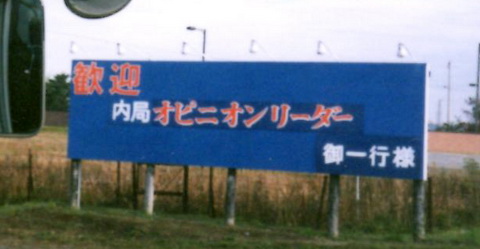 歓迎
内局オピニオンリーダー
御一行様